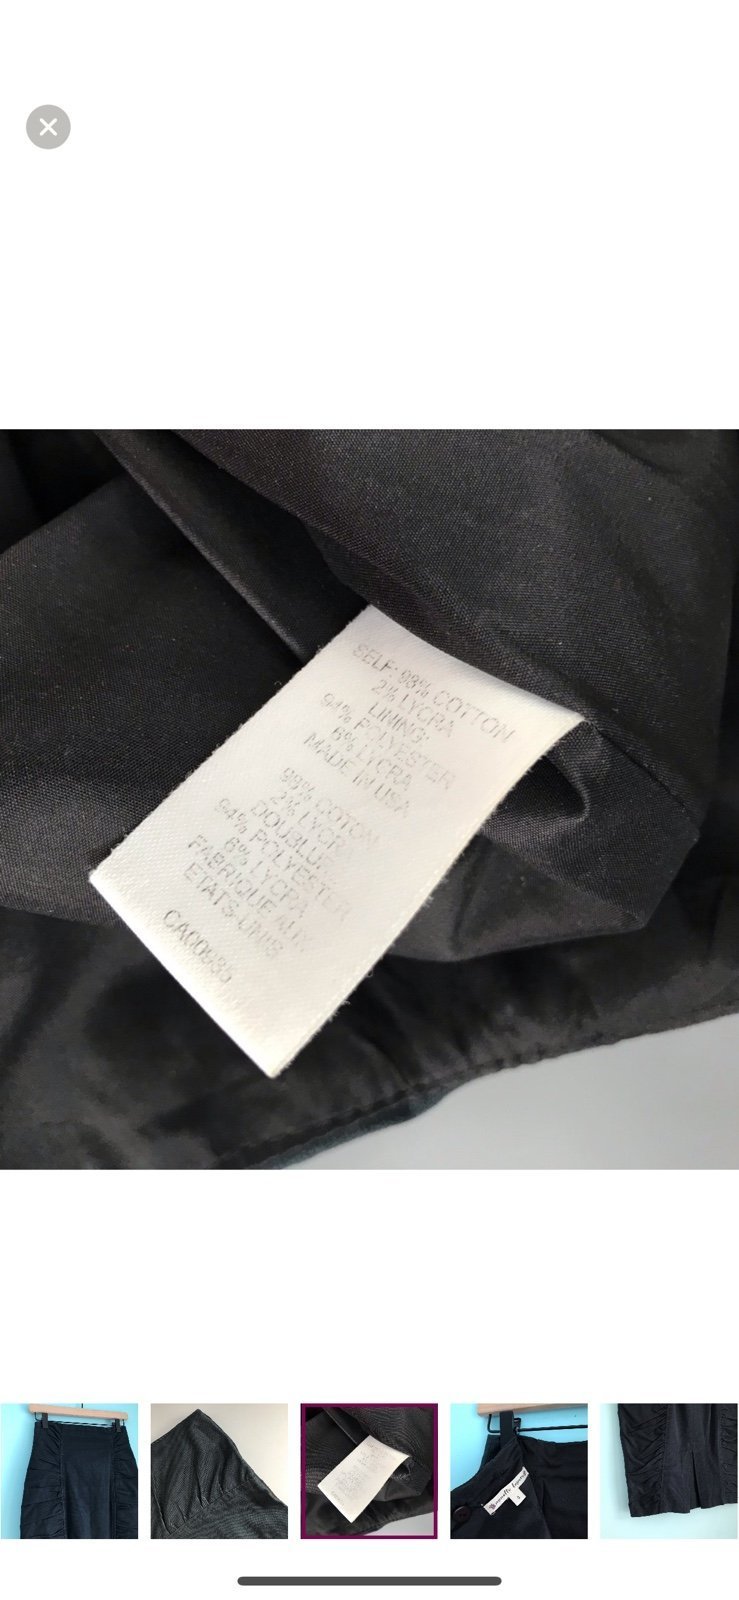 SELF: 98% COTTON
2% LYCRA
LINING:
94% POLYESTER
6% LYCRA
MADE IN USA
98% COTON
2% LYCRA
DOUBLURE
94% POLYESTER
6% LYCRA
FABRIQUE AUX
ETATS-UNIS